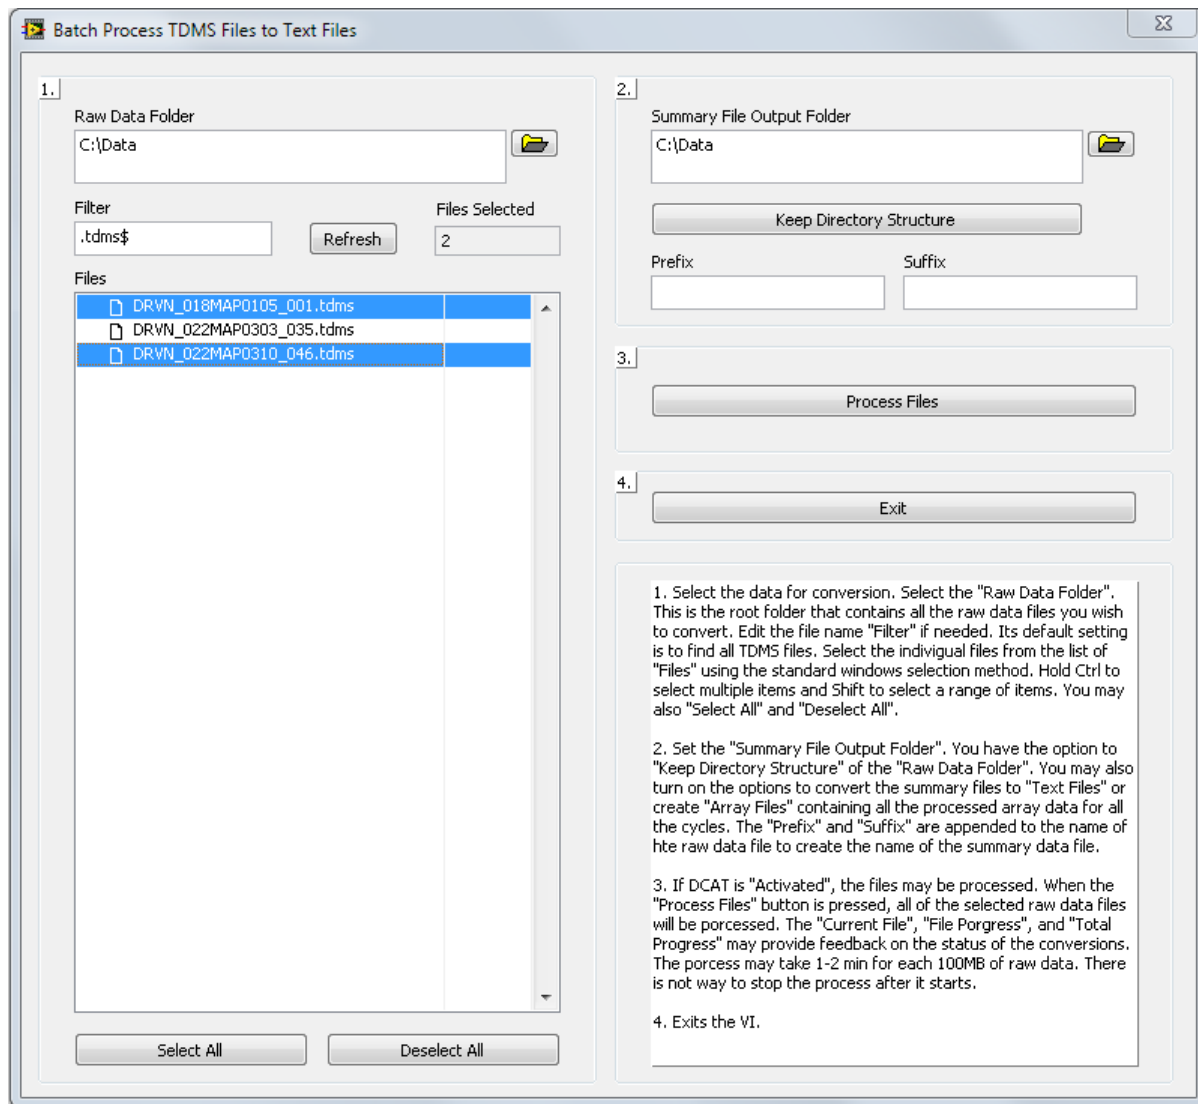 Batch Process TDMS Files to Text Files
1.
Raw Data Folder
C:\Data
Filter
Files Selected
.tdms$
Refresh
2
Files
DRVN_018MAP0105_001.tdms
DRVN_022MAP0303_035.tdms
DRVN_022MAP0310_046.tdms
Select All
Deselect All
2.
Summary File Output Folder
C:\Data
Keep Directory Structure
Prefix
Suffix
3.
Process Files
4.
Exit
1. Select the data for conversion. Select the "Raw Data Folder".
This is the root folder that contains all the raw data files you wish
to convert. Edit the file name "Filter" if needed. Its default setting
is to find all TDMS files. Select the indivigual files from the list of
"Files" using the standard windows selection method. Hold Ctrl to
select multiple items and Shift to select a range of items. You may
also "Select All" and "Deselect All".
2. Set the "Summary File Output Folder". You have the option to
"Keep Directory Structure" of the "Raw Data Folder". You may also
turn on the options to convert the summary files to "Text Files" or
create "Array Files" containing all the processed array data for all
the cycles. The "Prefix" and "Suffix" are appended to the name of
hte raw data file to create the name of the summary data file.
3. If DCAT is "Activated", the files may be processed. When the
"Process Files" button is pressed, all of the selected raw data files
will be porcessed. The "Current File", "File Porgress", and "Total
Progress" may provide feedback on the status of the conversions.
The porcess may take 1-2 min for each 100MB of raw data. There
is not way to stop the process after it starts.
4. Exits the VI.